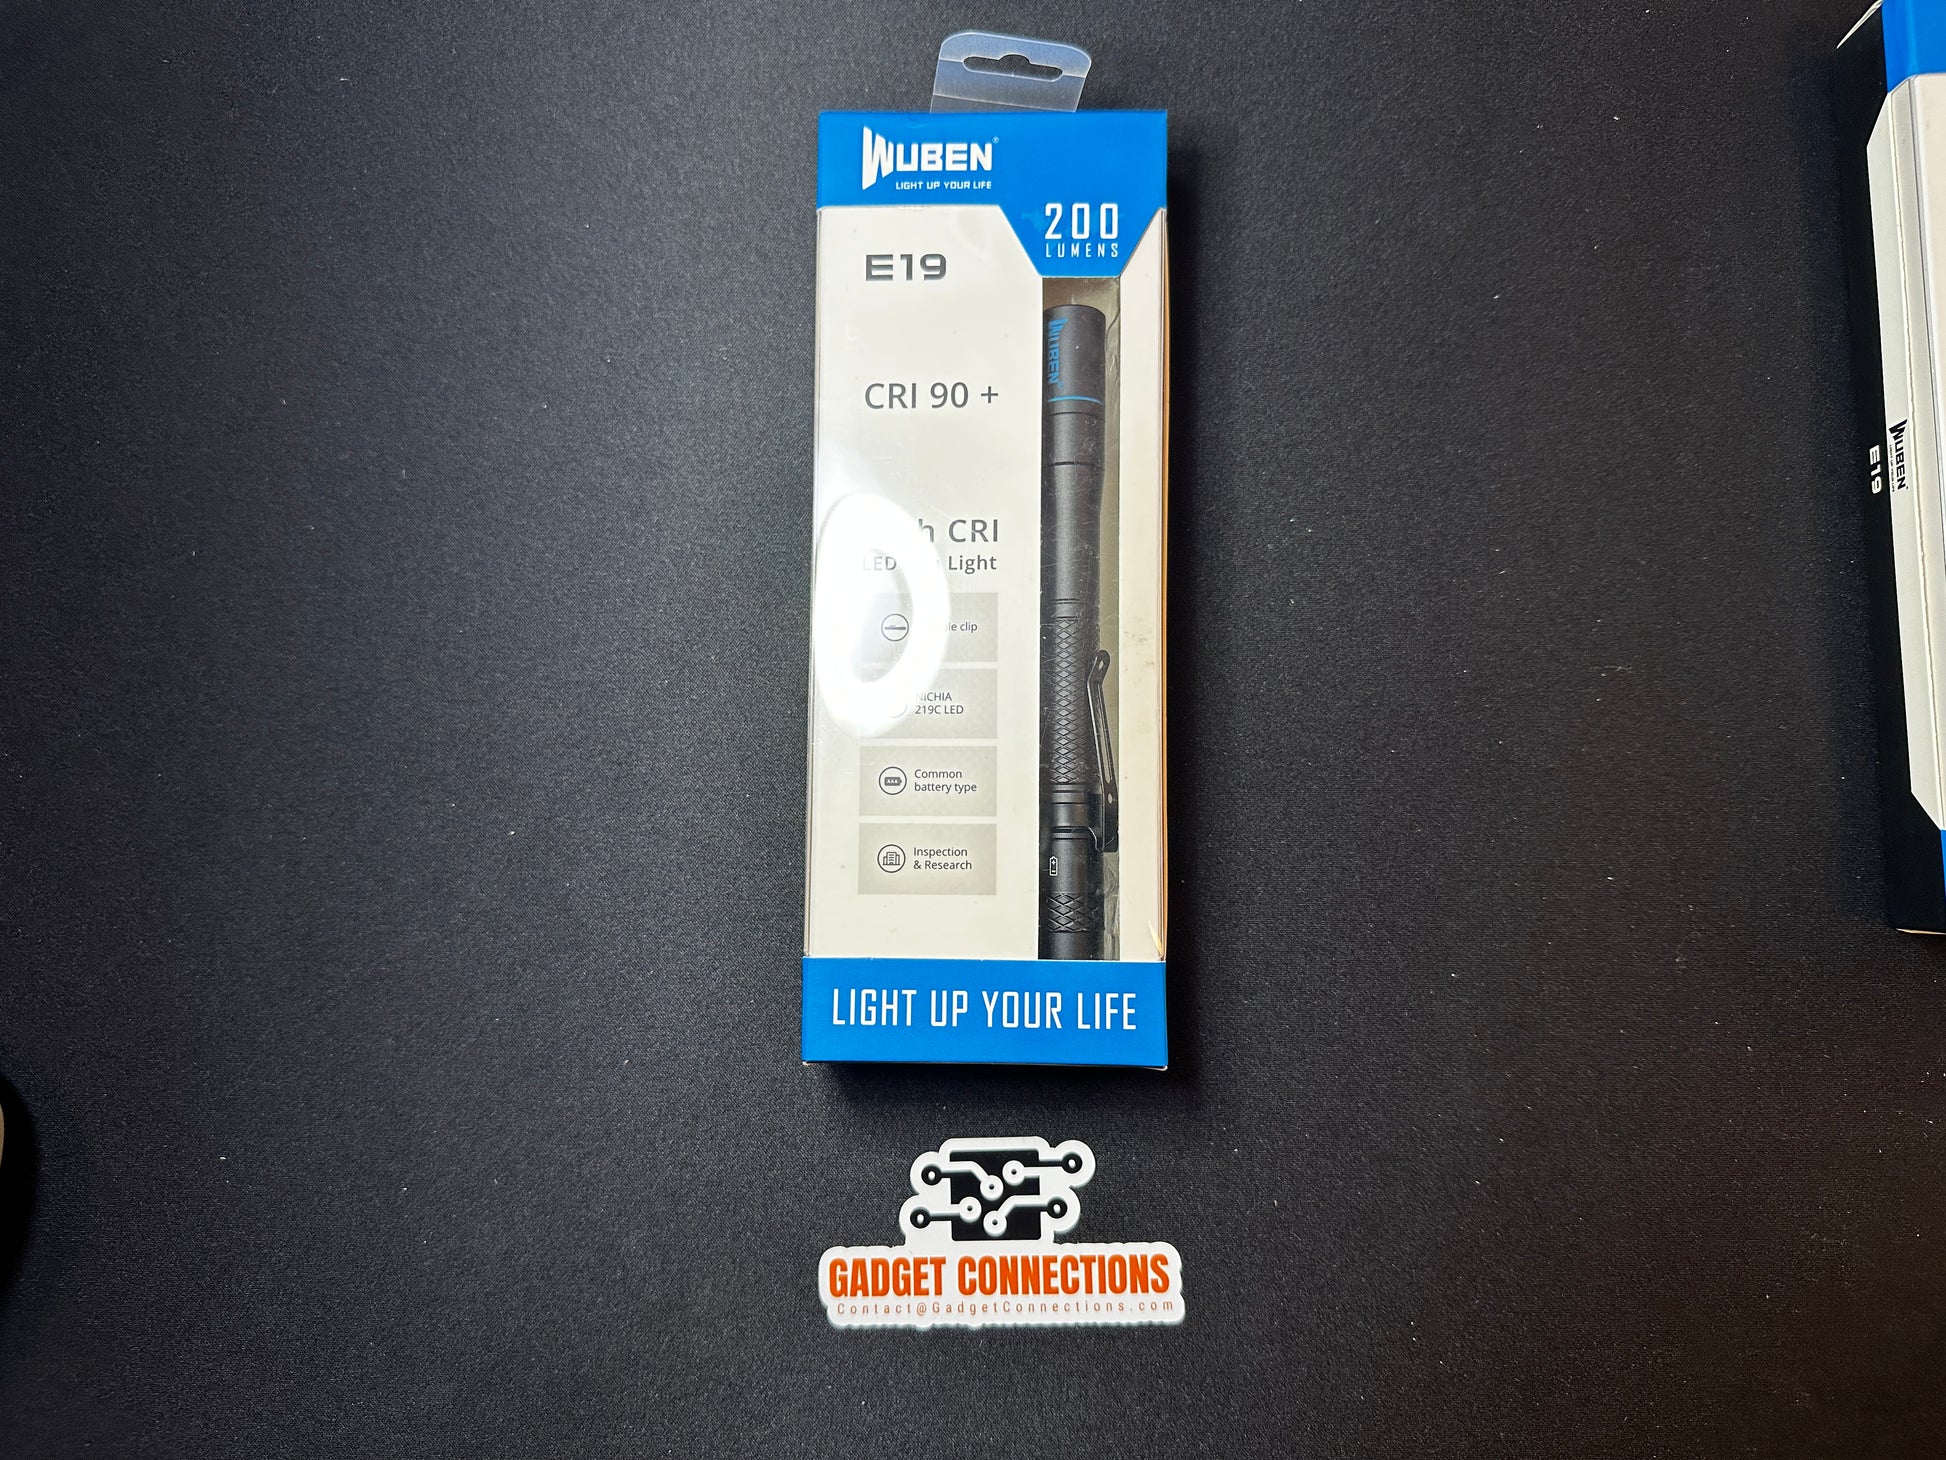 WUBEN®
LIGHT UP YOUR LIFE
200
LUMENS
E19
WUBEN
CRI 90 +
CRI
LED Light
clip
NICHIA
219C LED
AAA
Common
battery type
Inspection
& Research
LIGHT UP YOUR LIFE
GADGET CONNECTIONS
Contact@GadgetConnections.com
WUBEN
E19